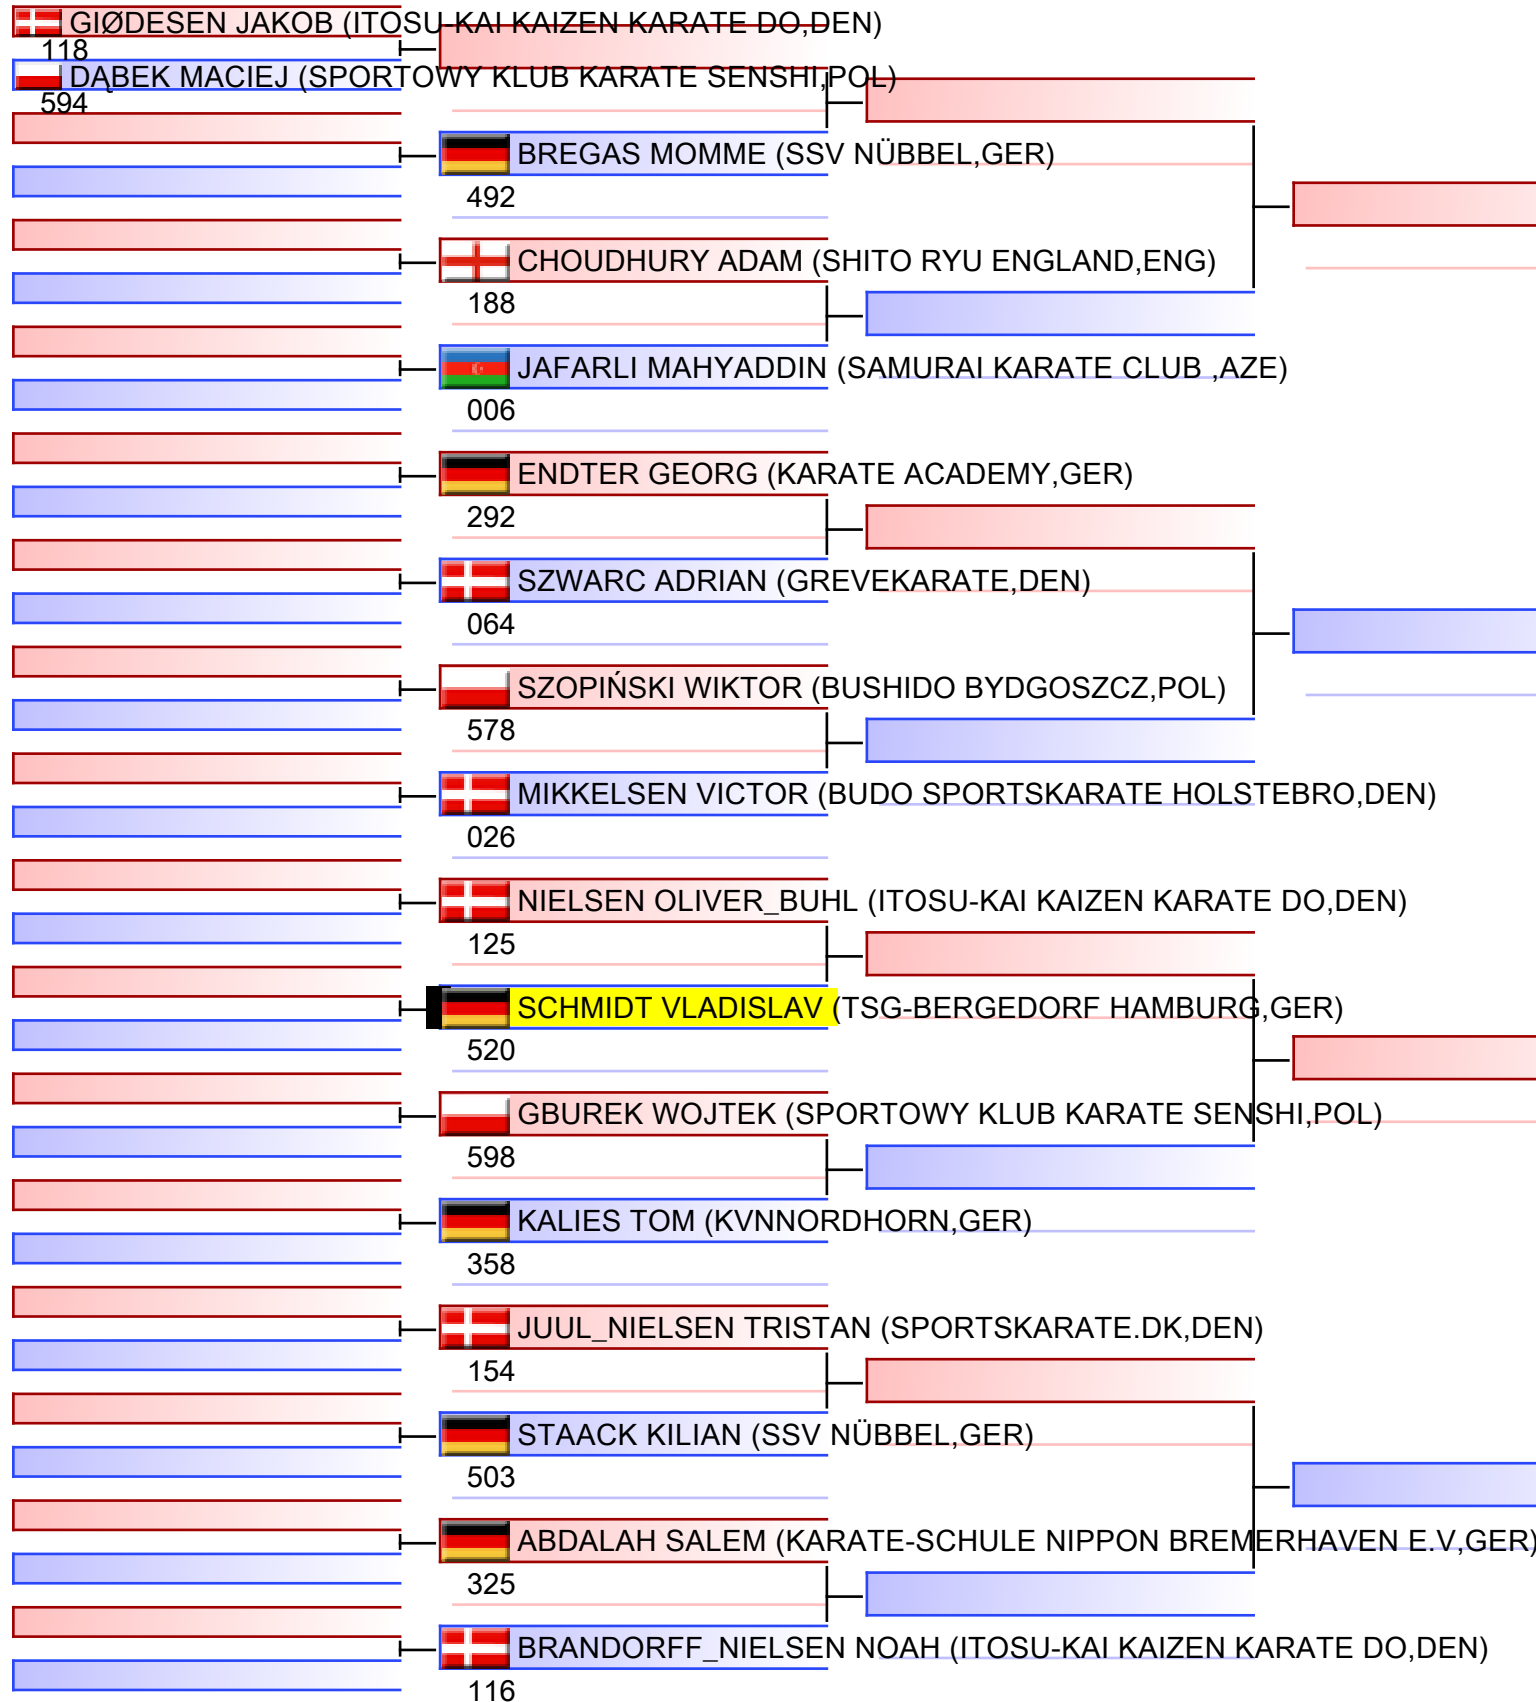 GIØDESEN JAKOB (ITOSU-KAI KAIZEN KARATE DO,DEN)
118
DĄBEK MACIEJ (SPORTOWY KLUB KARATE SENSHI,POL)
594
BREGAS MOMME (SSV NÜBBEL,GER)
492
CHOUDHURY ADAM (SHITO RYU ENGLAND,ENG)
188
JAFARLI MAHYADDIN (SAMURAI KARATE CLUB ,AZE)
006
ENDTER GEORG (KARATE ACADEMY,GER)
292
SZWARC ADRIAN (GREVEKARATE,DEN)
064
SZOPIŃSKI WIKTOR (BUSHIDO BYDGOSZCZ,POL)
578
MIKKELSEN VICTOR (BUDO SPORTSKARATE HOLSTEBRO,DEN)
026
NIELSEN OLIVER_BUHL (ITOSU-KAI KAIZEN KARATE DO,DEN)
125
SCHMIDT VLADISLAV (TSG-BERGEDORF HAMBURG,GER)
520
GBUREK WOJTEK (SPORTOWY KLUB KARATE SENSHI,POL)
598
KALIES TOM (KVNNORDHORN,GER)
358
JUUL_NIELSEN TRISTAN (SPORTSKARATE.DK,DEN)
154
STAACK KILIAN (SSV NÜBBEL,GER)
503
ABDALAH SALEM (KARATE-SCHULE NIPPON BREMERHAVEN E.V,GER)
325
BRANDORFF_NIELSEN NOAH (ITOSU-KAI KAIZEN KARATE DO,DEN)
116